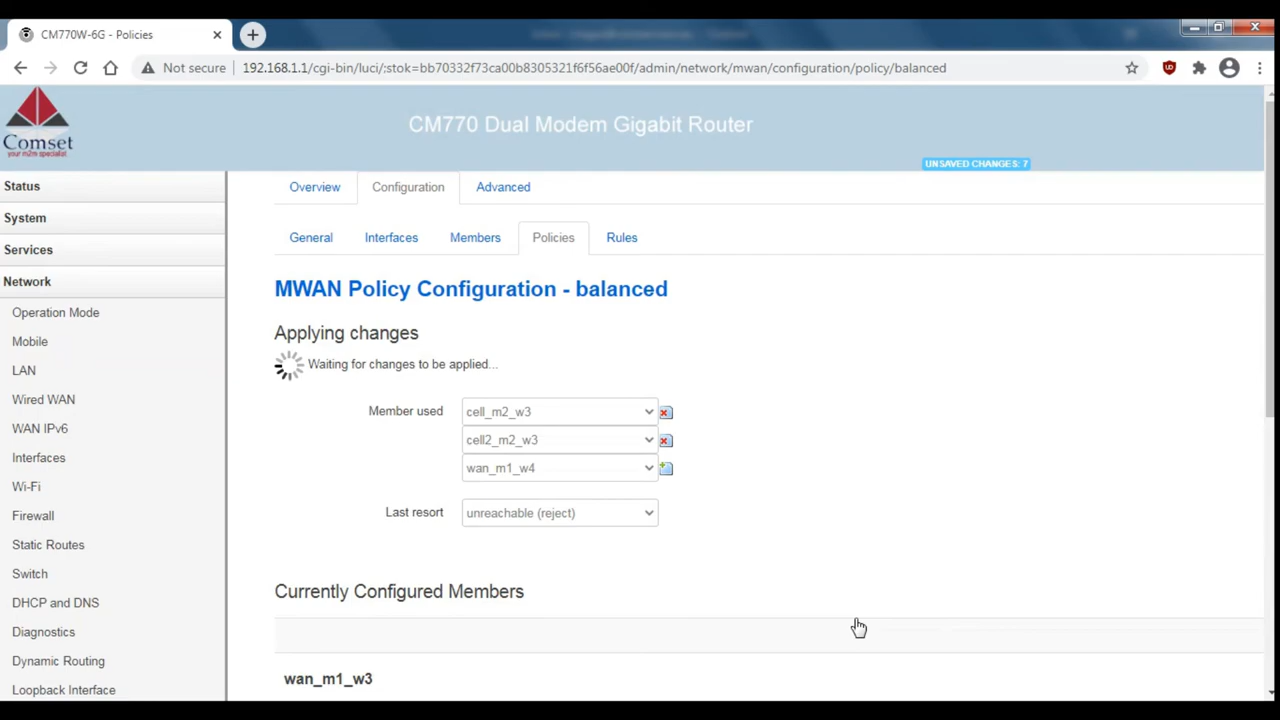 CM770W-6G - Policies
Not secure
192.168.1.1/cgi-bin/luci/:stok=bb70332f73ca00b8305321f6f56ae00f/admin/network/mwan/configuration/policy/balanced
Comset
your m2m specialist
CM770 Dual Modem Gigabit Router
UNSAVED CHANGES: 7
Status
System
Services
Network
Operation Mode
Mobile
LAN
Wired WAN
WAN IPv6
Interfaces
Wi-Fi
Firewall
Static Routes
Switch
DHCP and DNS
Diagnostics
Dynamic Routing
Loopback Interface
Overview Configuration Advanced
General Interfaces Members Policies Rules
MWAN Policy Configuration - balanced
Applying changes
Waiting for changes to be applied...
Member used cell_m2_w3
cell2_m2_w3
wan_m1_w4
Last resort unreachable (reject)
Currently Configured Members
wan_m1_w3